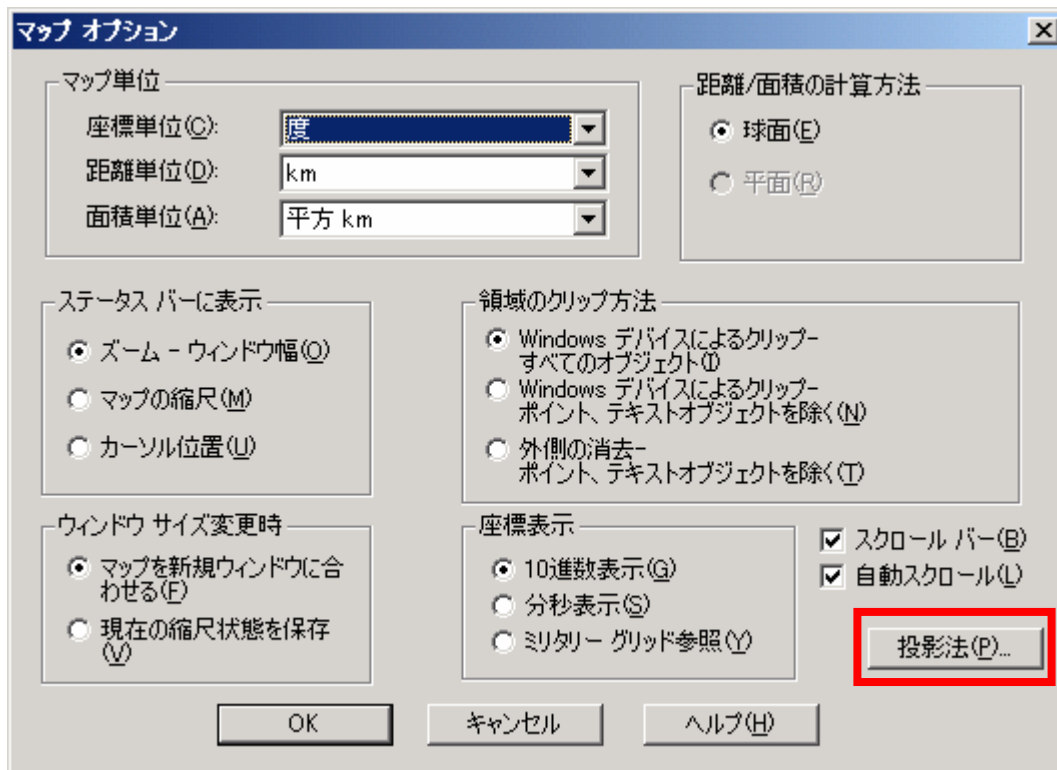 マップ オプション
マップ単位
座標単位(C):
度
距離単位(D):
km
面積単位(A):
平方 km
距離/面積の計算方法
球面(E)
平面(R)
ステータス バーに表示
ズーム - ウィンドウ幅(O)
マップの縮尺(M)
カーソル位置(U)
領域のクリップ方法
Windows デバイスによるクリップ-
すべてのオブジェクト(I)
Windows デバイスによるクリップ-
ポイント、テキストオブジェクトを除く(N)
外側の消去-
ポイント、テキストオブジェクトを除く(T)
ウィンドウ サイズ変更時
マップを新規ウィンドウに合
わせる(F)
現在の縮尺状態を保存
(V)
座標表示
10進数表示(G)
分秒表示(S)
ミリタリー グリッド参照(Y)
スクロール バー(B)
自動スクロール(L)
投影法(P)...
OK
キャンセル
ヘルプ(H)